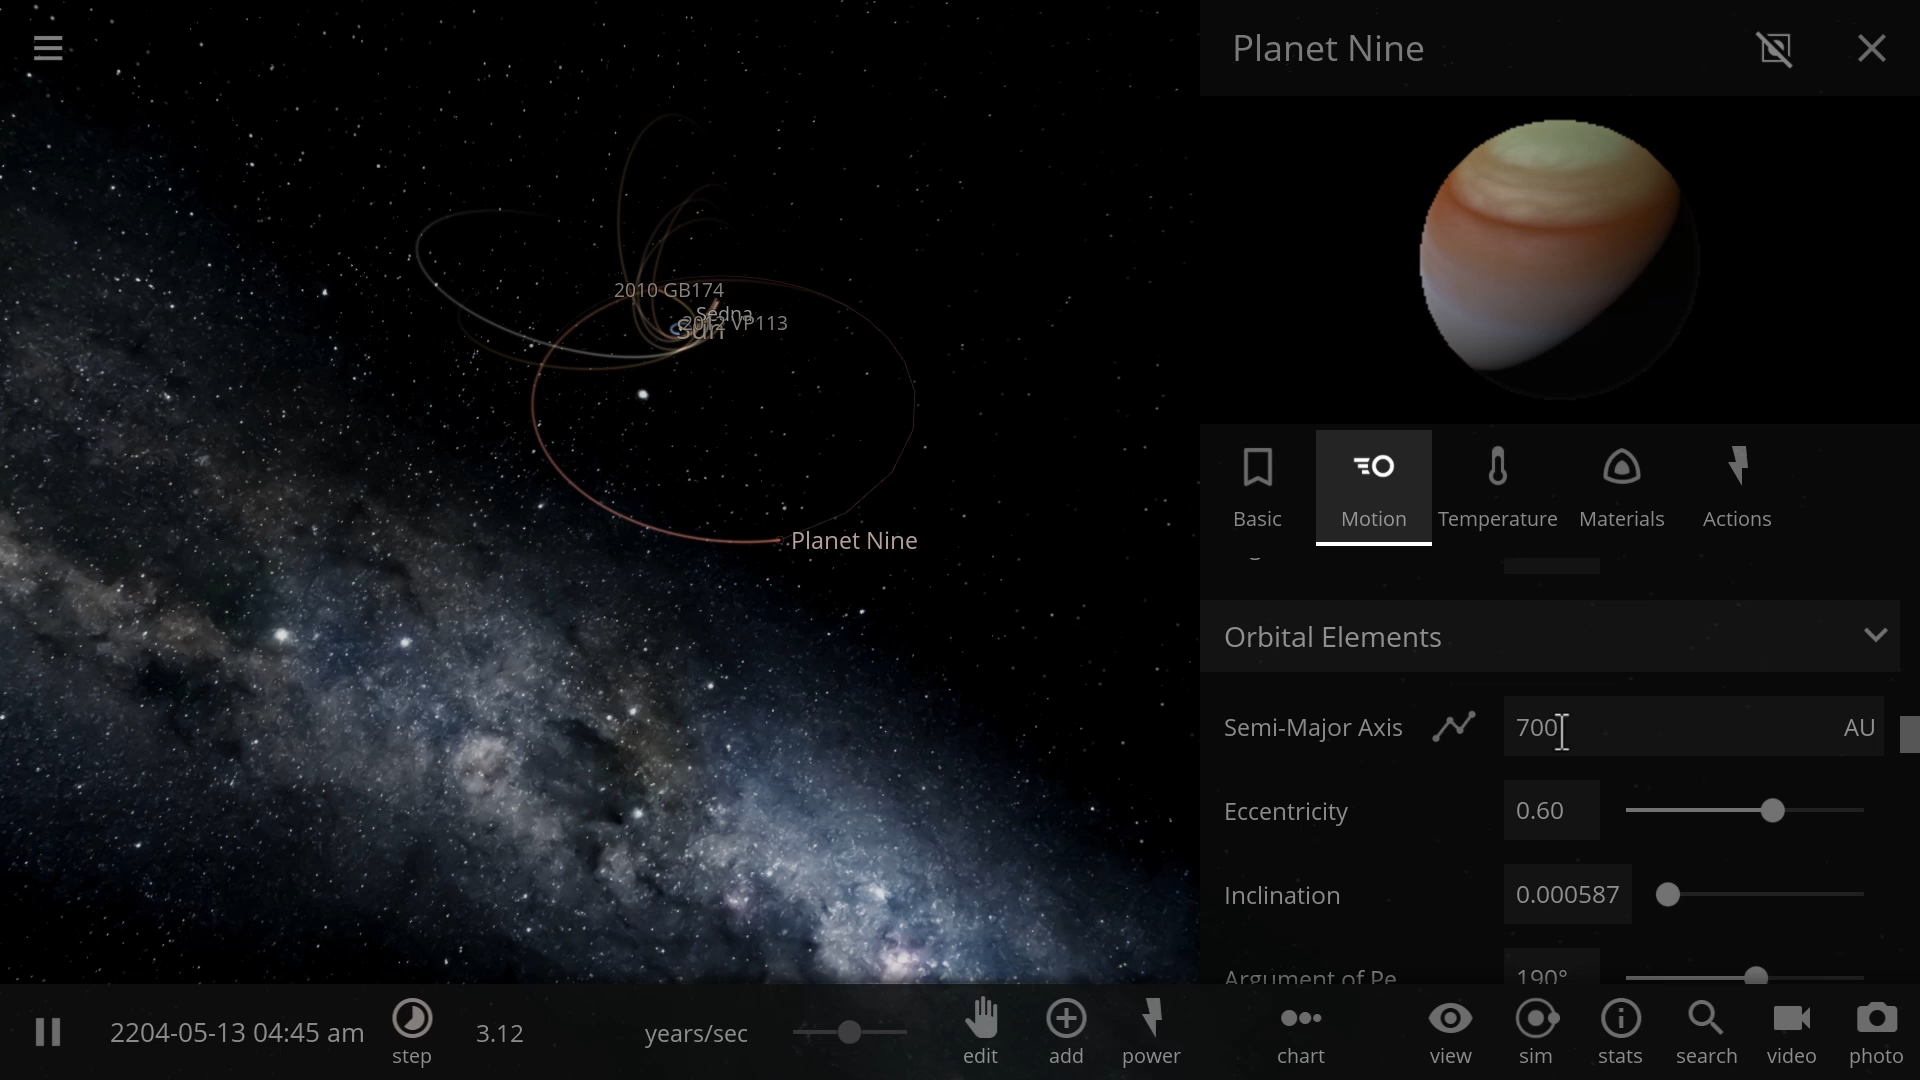 Planet Nine
2010 GB174
Sedna
2012 VP113
Sun
Planet Nine
Basic
Motion
Temperature
Materials
Actions
Orbital Elements
Semi-Major Axis
700
AU
Eccentricity
0.60
Inclination
0.000587
Argument of Pe
190°
2204-05-13 04:45 am
step
3.12
years/sec
edit
add
power
chart
view
sim
stats
search
video
photo